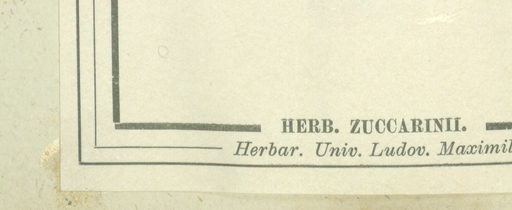 HERB. ZUCCARINII.
Herbar. Univ. Ludov. Maximil